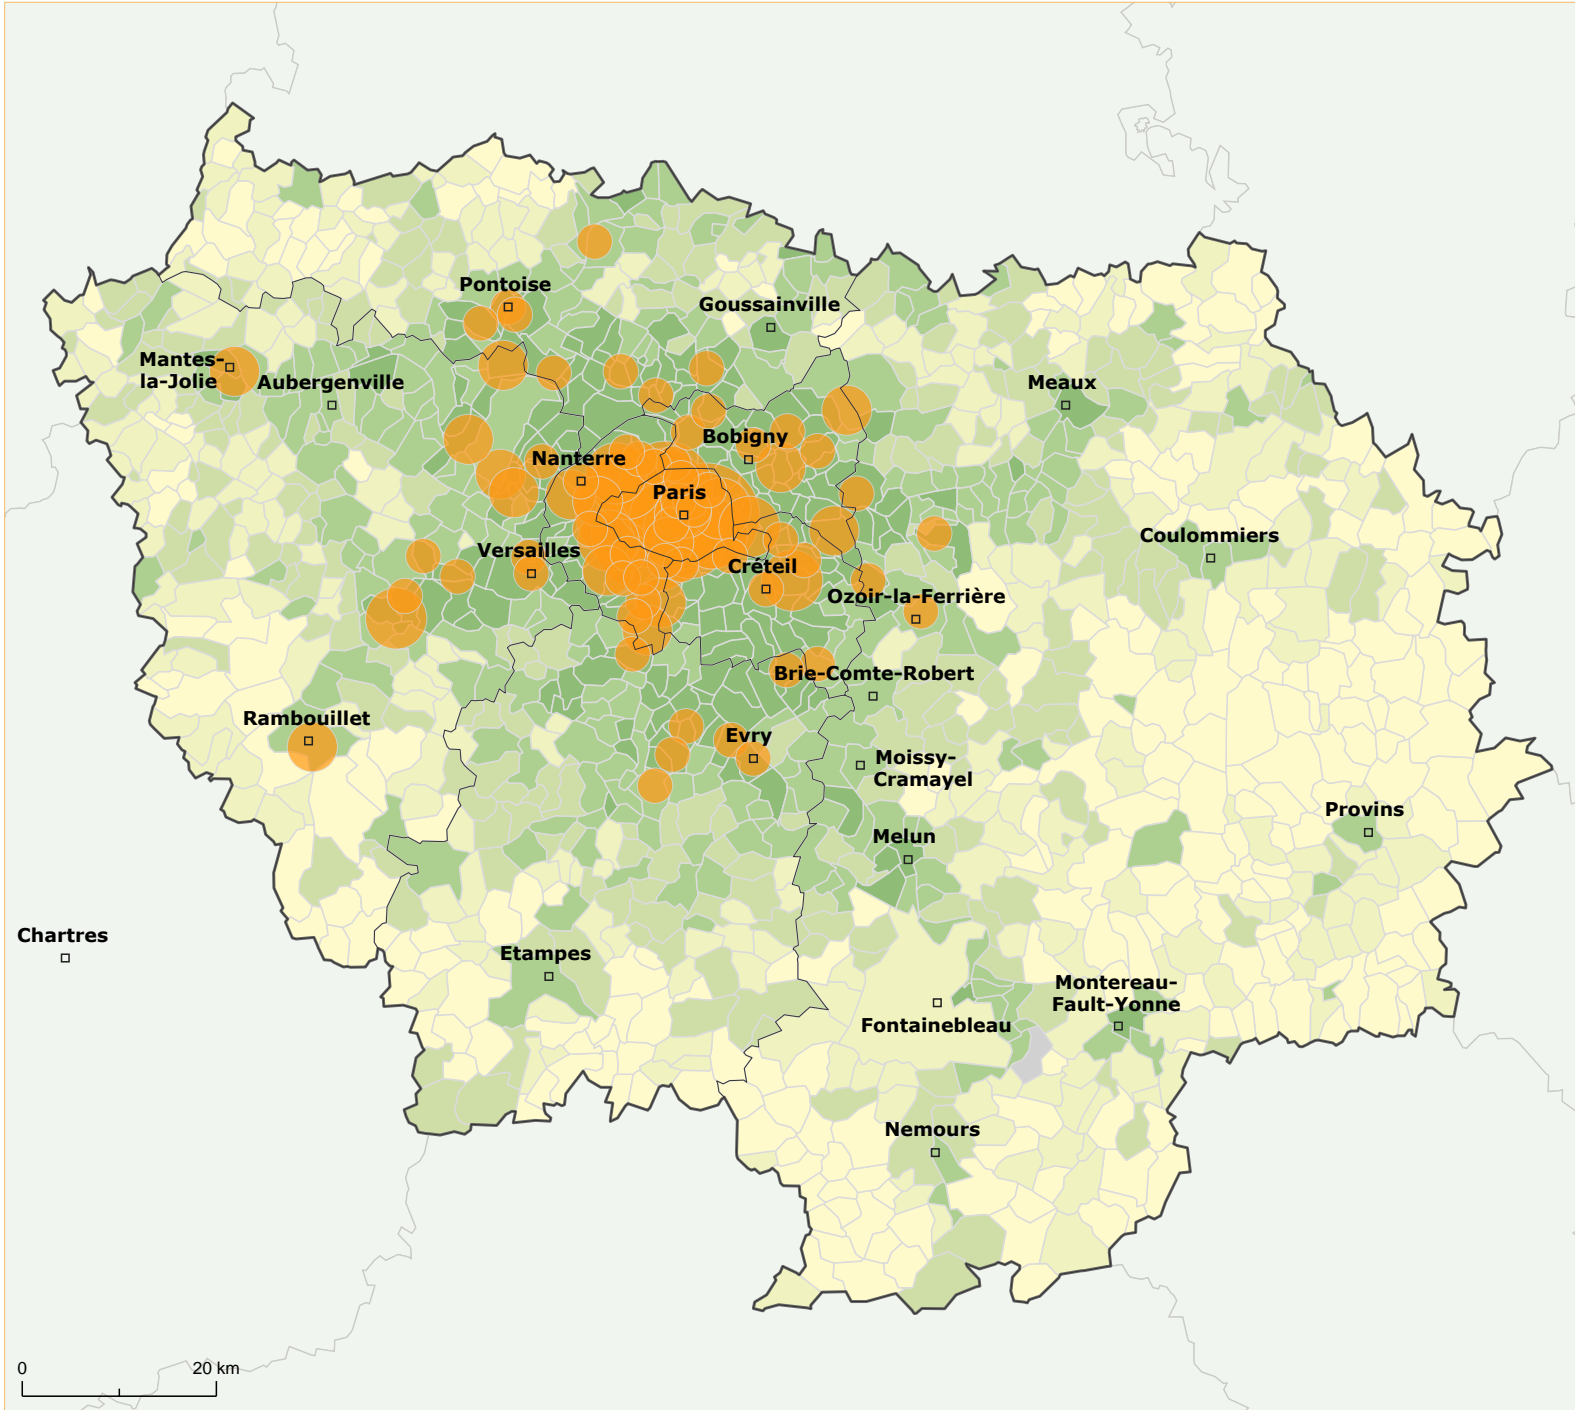 Pontoise
Goussainville
Mantes-
la-Jolie
Aubergenville
Meaux
Bobigny
Nanterre
Paris
Coulommiers
Versailles
Créteil
Ozoir-la-Ferrière
Brie-Comte-Robert
Rambouillet
Evry
Moissy-
Cramayel
Provins
Melun
Chartres
Etampes
Montereau-
Fault-Yonne
Fontainebleau
Nemours
0 20 km